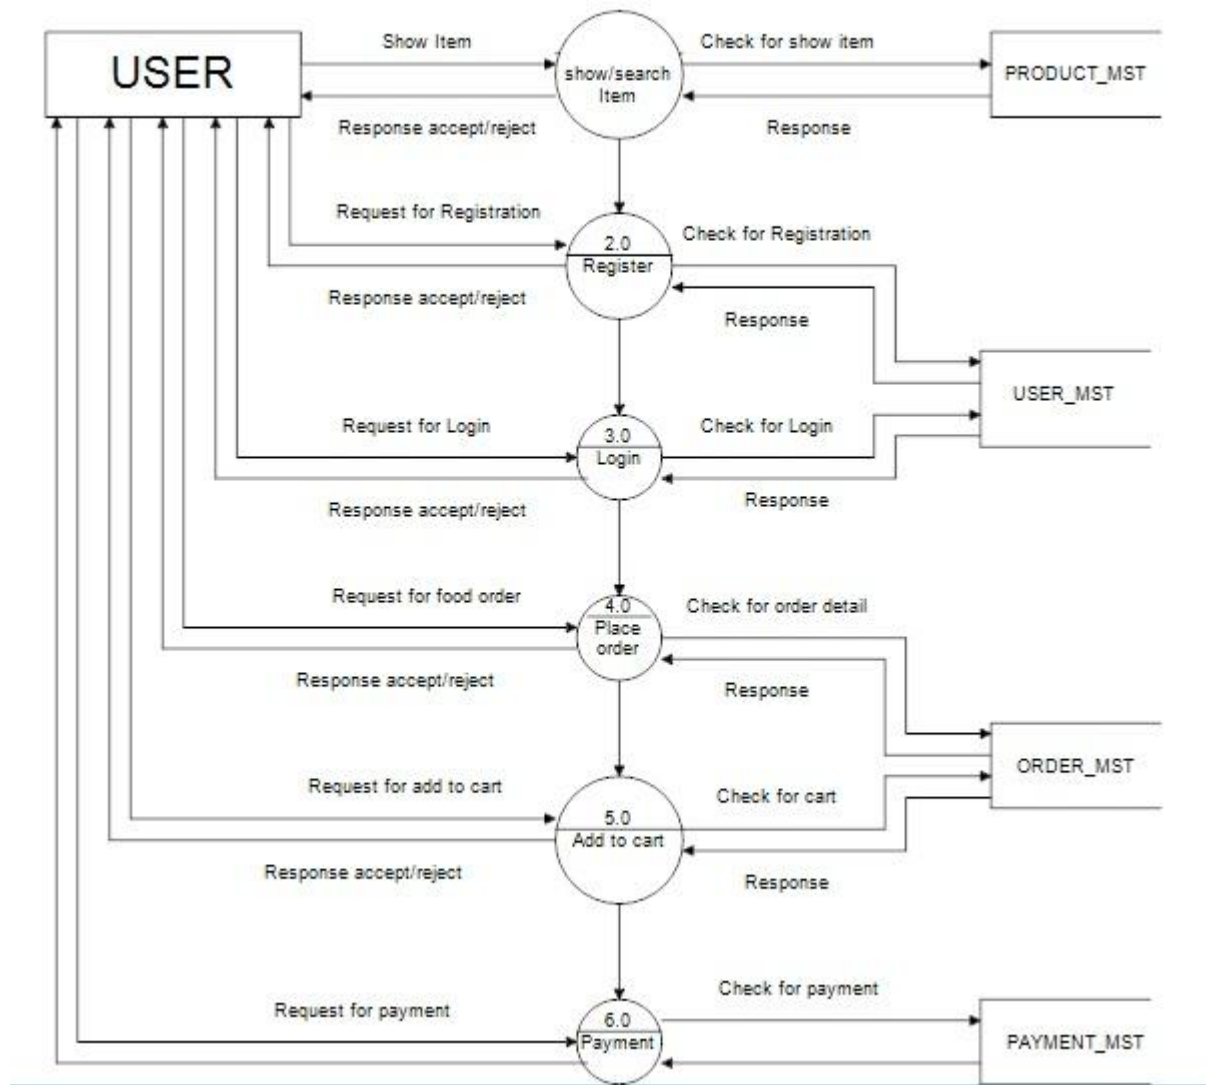 Show Item
Check for show item
USER
show/search
Item
PRODUCT_MST
Response accept/reject
Response
Request for Registration
Check for Registration
2.0
Register
Response accept/reject
Response
USER_MST
Request for Login
Check for Login
3.0
Login
Response accept/reject
Response
Request for food order
Check for order detail
4.0
Place
order
Response accept/reject
Response
ORDER_MST
Request for add to cart
Check for cart
5.0
Add to cart
Response accept/reject
Response
Check for payment
Request for payment
6.0
Payment
PAYMENT_MST